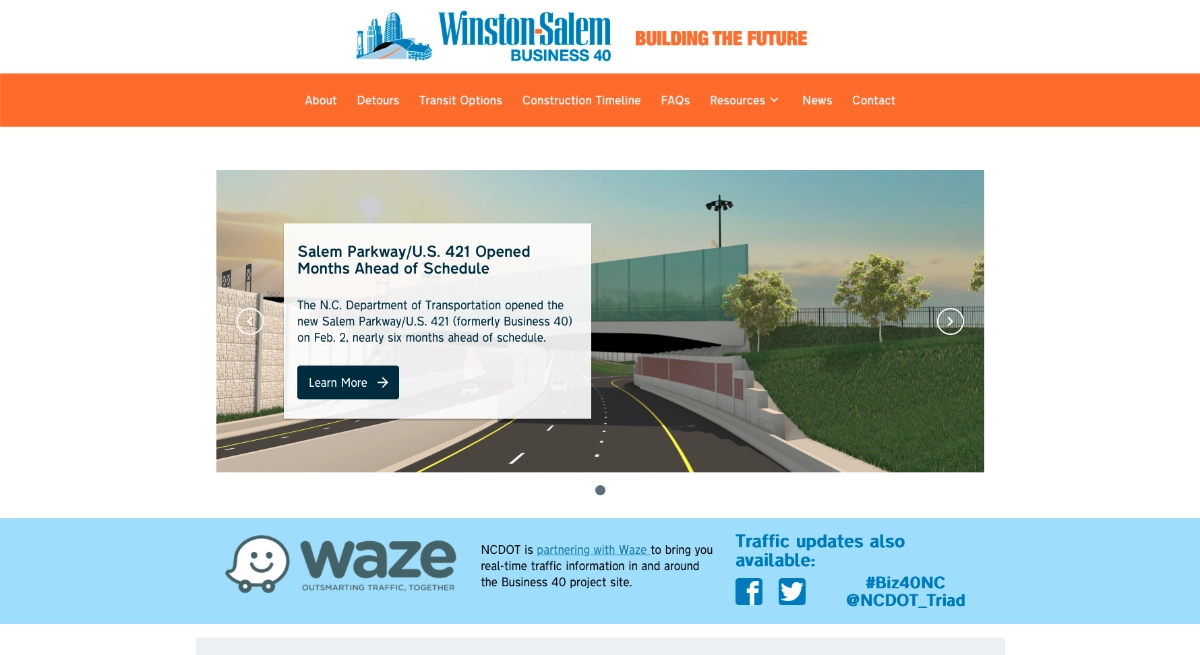 Winston-Salem
BUSINESS 40
BUILDING THE FUTURE
About Detours Transit Options Construction Timeline FAQs Resources News Contact
Salem Parkway/U.S. 421 Opened
Months Ahead of Schedule
The N.C. Department of Transportation opened the
new Salem Parkway/U.S. 421 (formerly Business 40)
on Feb. 2, nearly six months ahead of schedule.
Learn More
waze
OUTSMARTING TRAFFIC, TOGETHER
NCDOT is partnering with Waze to bring you
real-time traffic information in and around
the Business 40 project site.
Traffic updates also
available:
#Biz40NC
@NCDOT_Triad